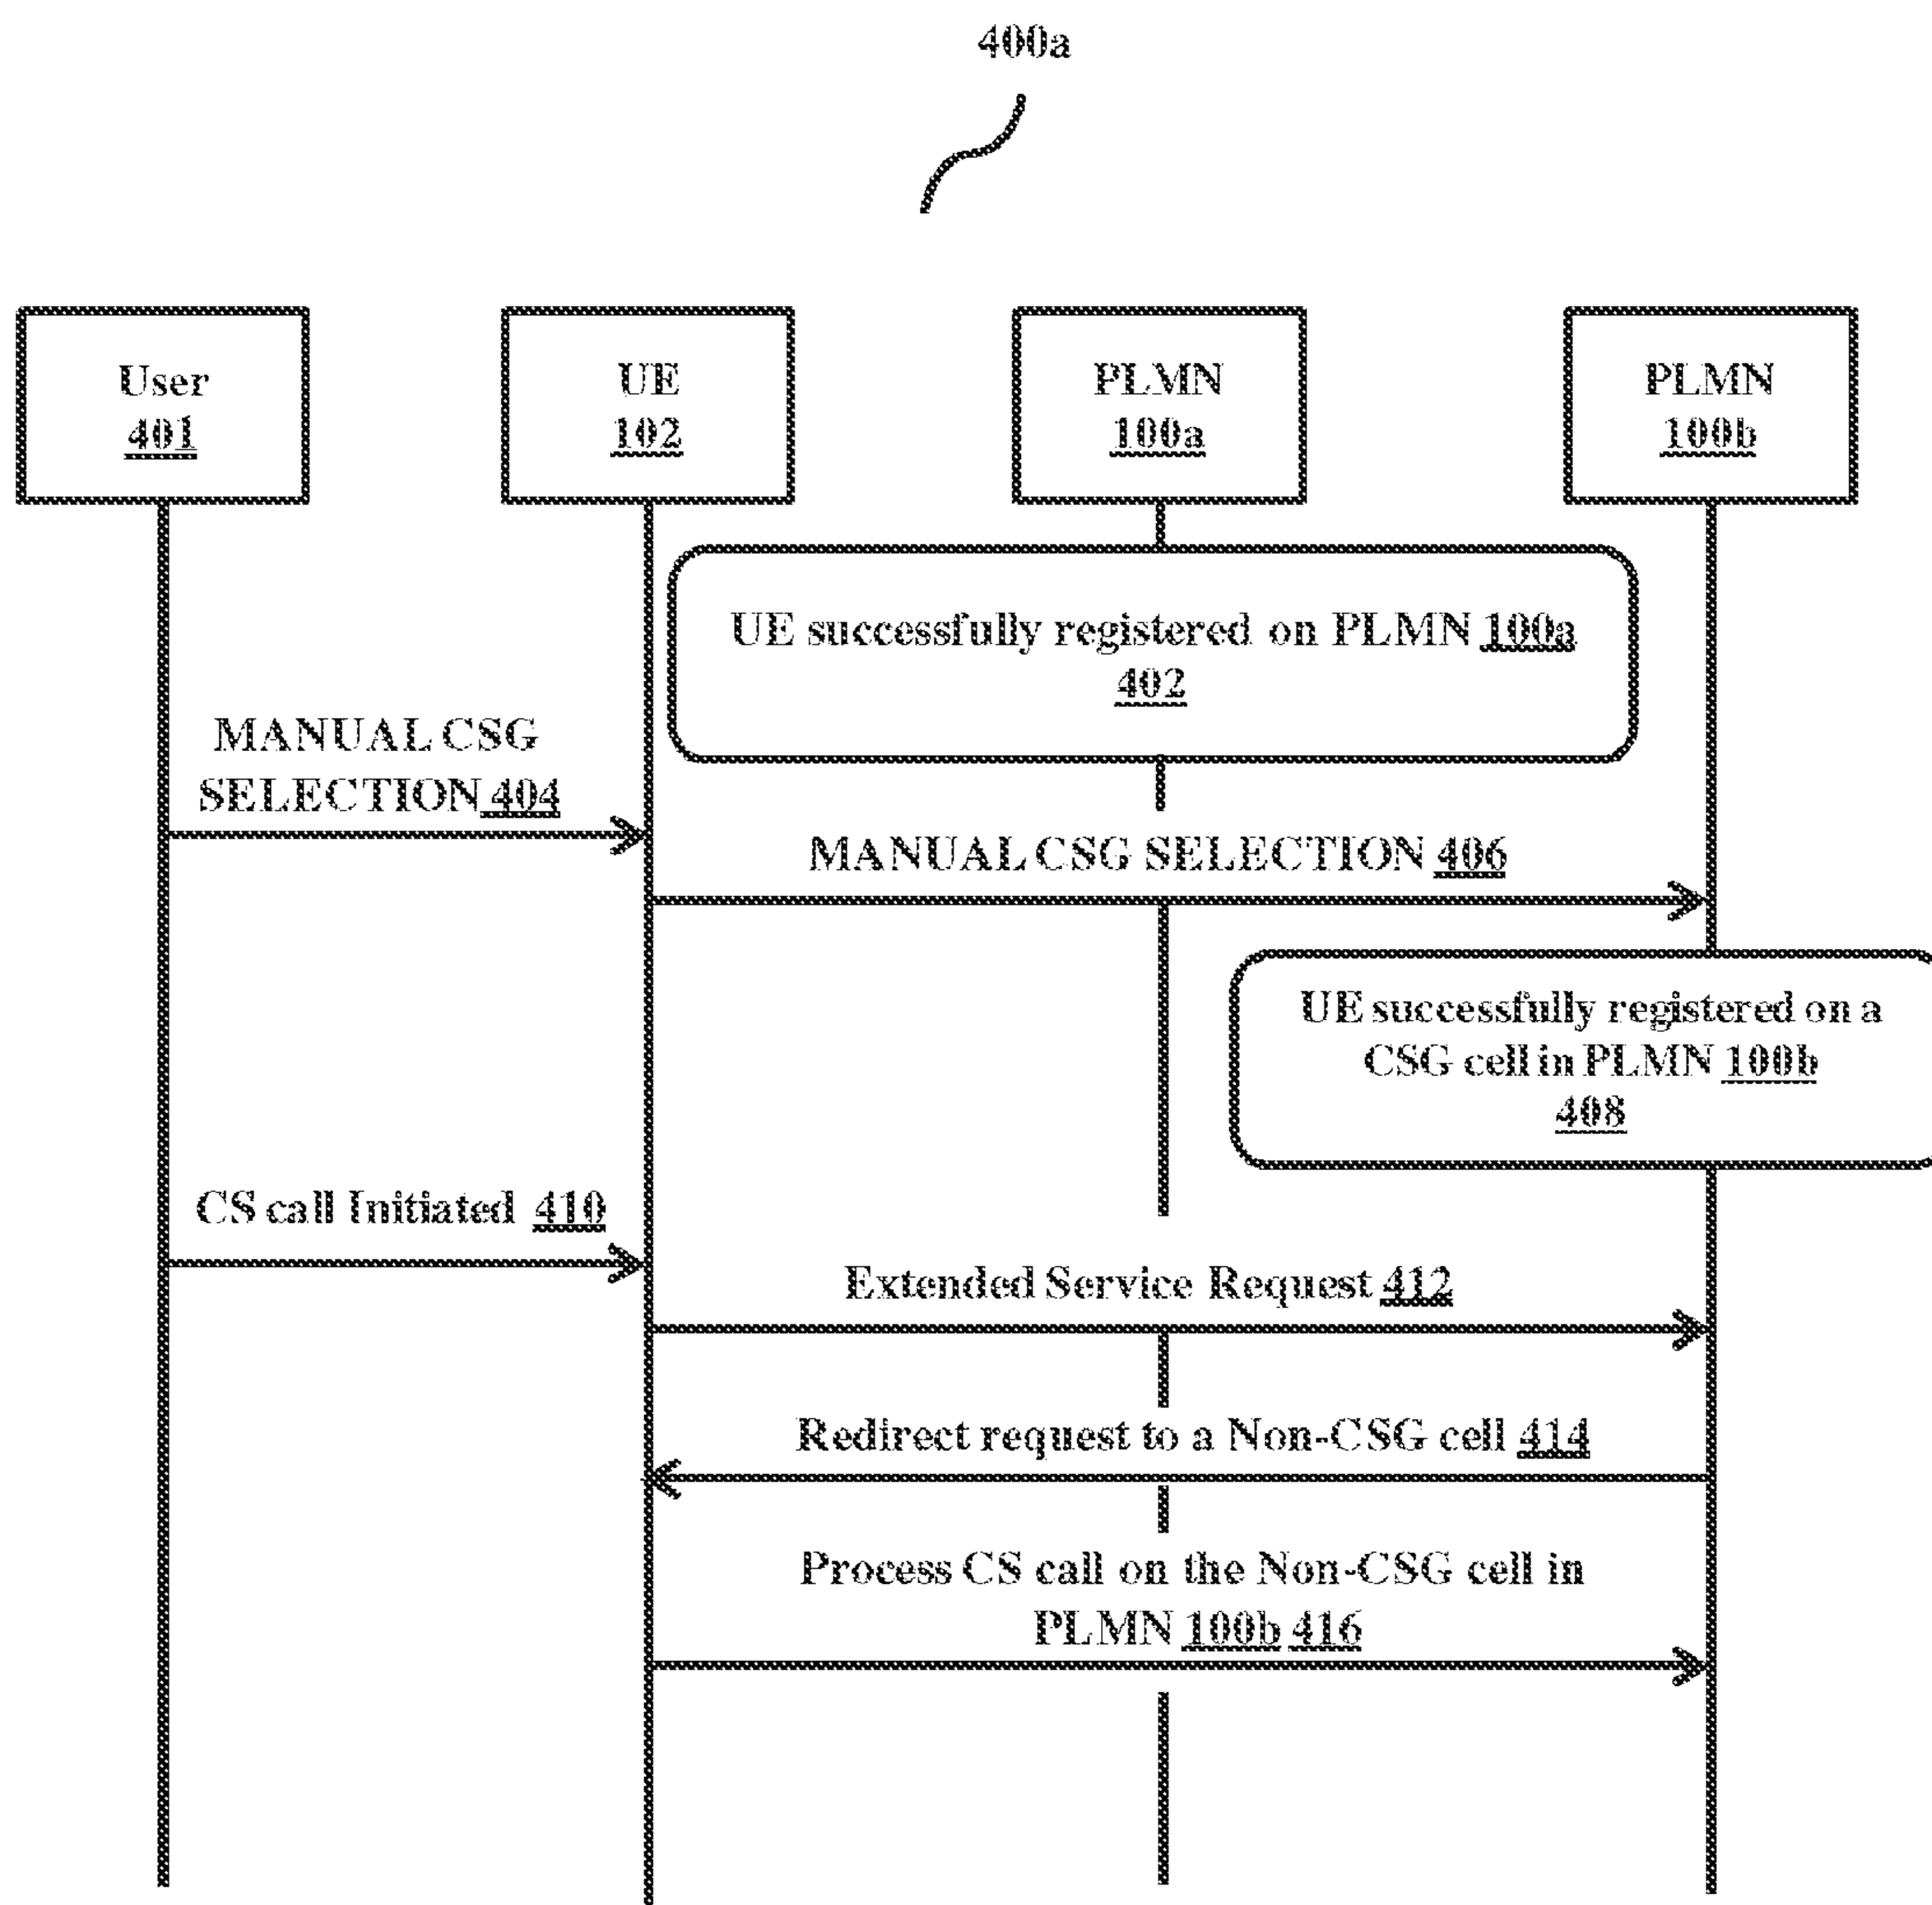 400a
User
401
UE
102
PLMN
100a
PLMN
100b
UE successfully registered on PLMN 100a
402
MANUAL CSG
SELECTION 404
MANUAL CSG SELECTION 406
UE successfully registered on a
CSG cell in PLMN 100b
408
CS call Initiated 410
Extended Service Request 412
Redirect request to a Non-CSG cell 414
Process CS call on the Non-CSG cell in
PLMN 100b 416